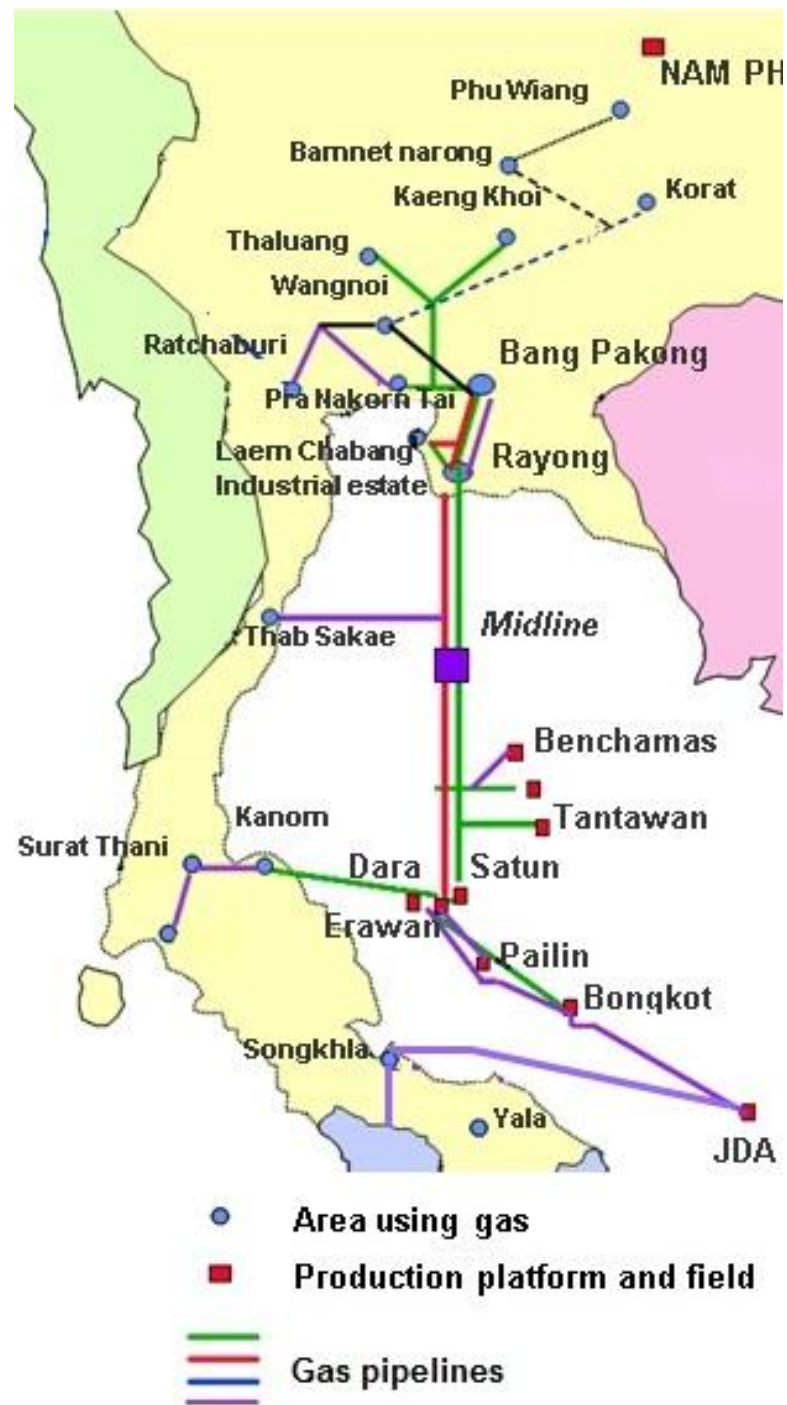 NAM PH
Phu Wiang
Bamnet narong
Kaeng Khoi
Korat
Thaluang
Wangnoi
Ratchaburi
Bang Pakong
Pra Nakorn Tai
Laem Chabang
Industrial estate
Rayong
Thab Sakae
Midline
Benchamas
Tantawan
Kanom
Surat Thani
Dara
Satun
Erawan
Pailin
Bongkot
Songkhla
Yala
JDA
Area using gas
Production platform and field
Gas pipelines